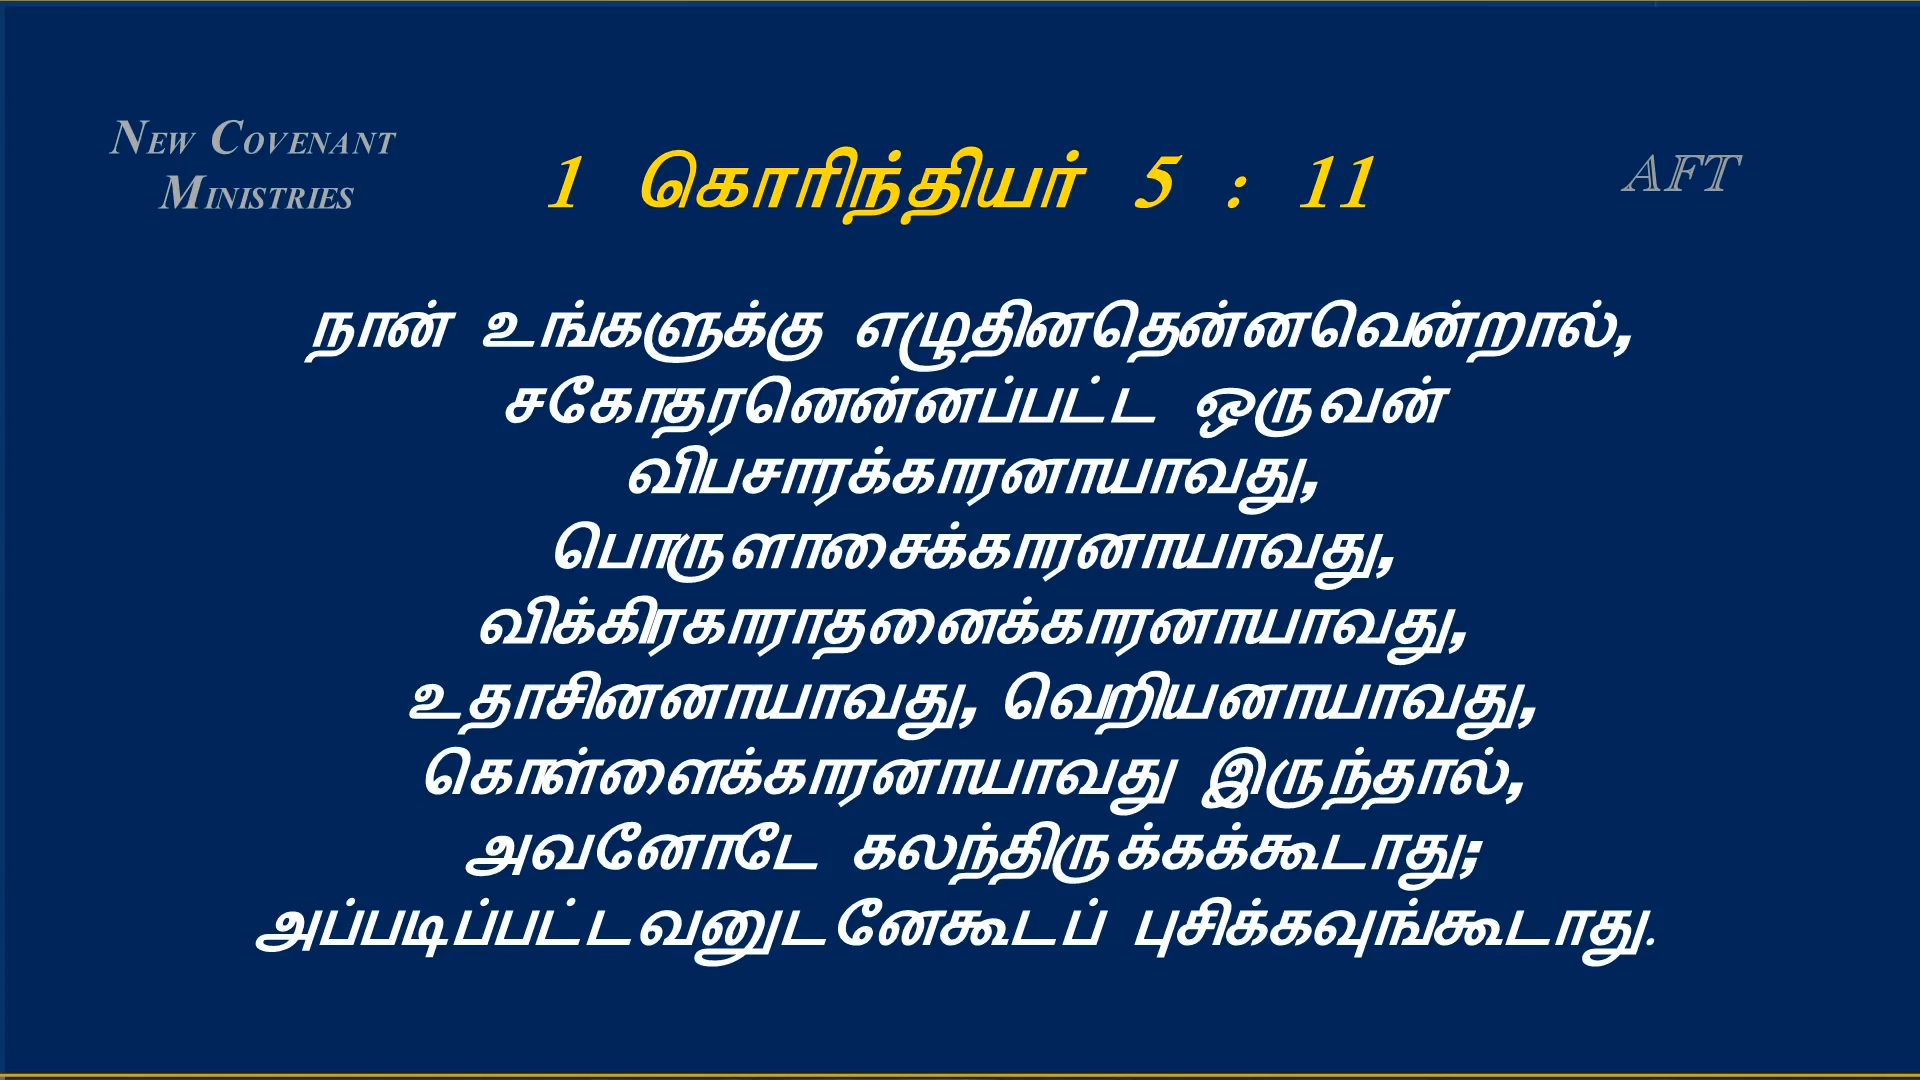 NEW COVENANT
MINISTRIES
1 கொரிந்தியர் 5 : 11
AFT
நான் உங்களுக்கு எழுதினதென்னவென்றால்,
சகோதரனென்னப்பட்ட ஒருவன்
விபசாரக்காரனாயாவது,
பொருளாசைக்காரனாயாவது,
விக்கிரகாராதனைக்காரனாயாவது,
உதாசினனாயாவது, வெறியனாயாவது,
கொள்ளைக்காரனாயாவது இருந்தால்,
அவனோடே கலந்திருக்கக்கூடாது;
அப்படிப்பட்டவனுடனேகூடப் புசிக்கவுங்கூடாது.